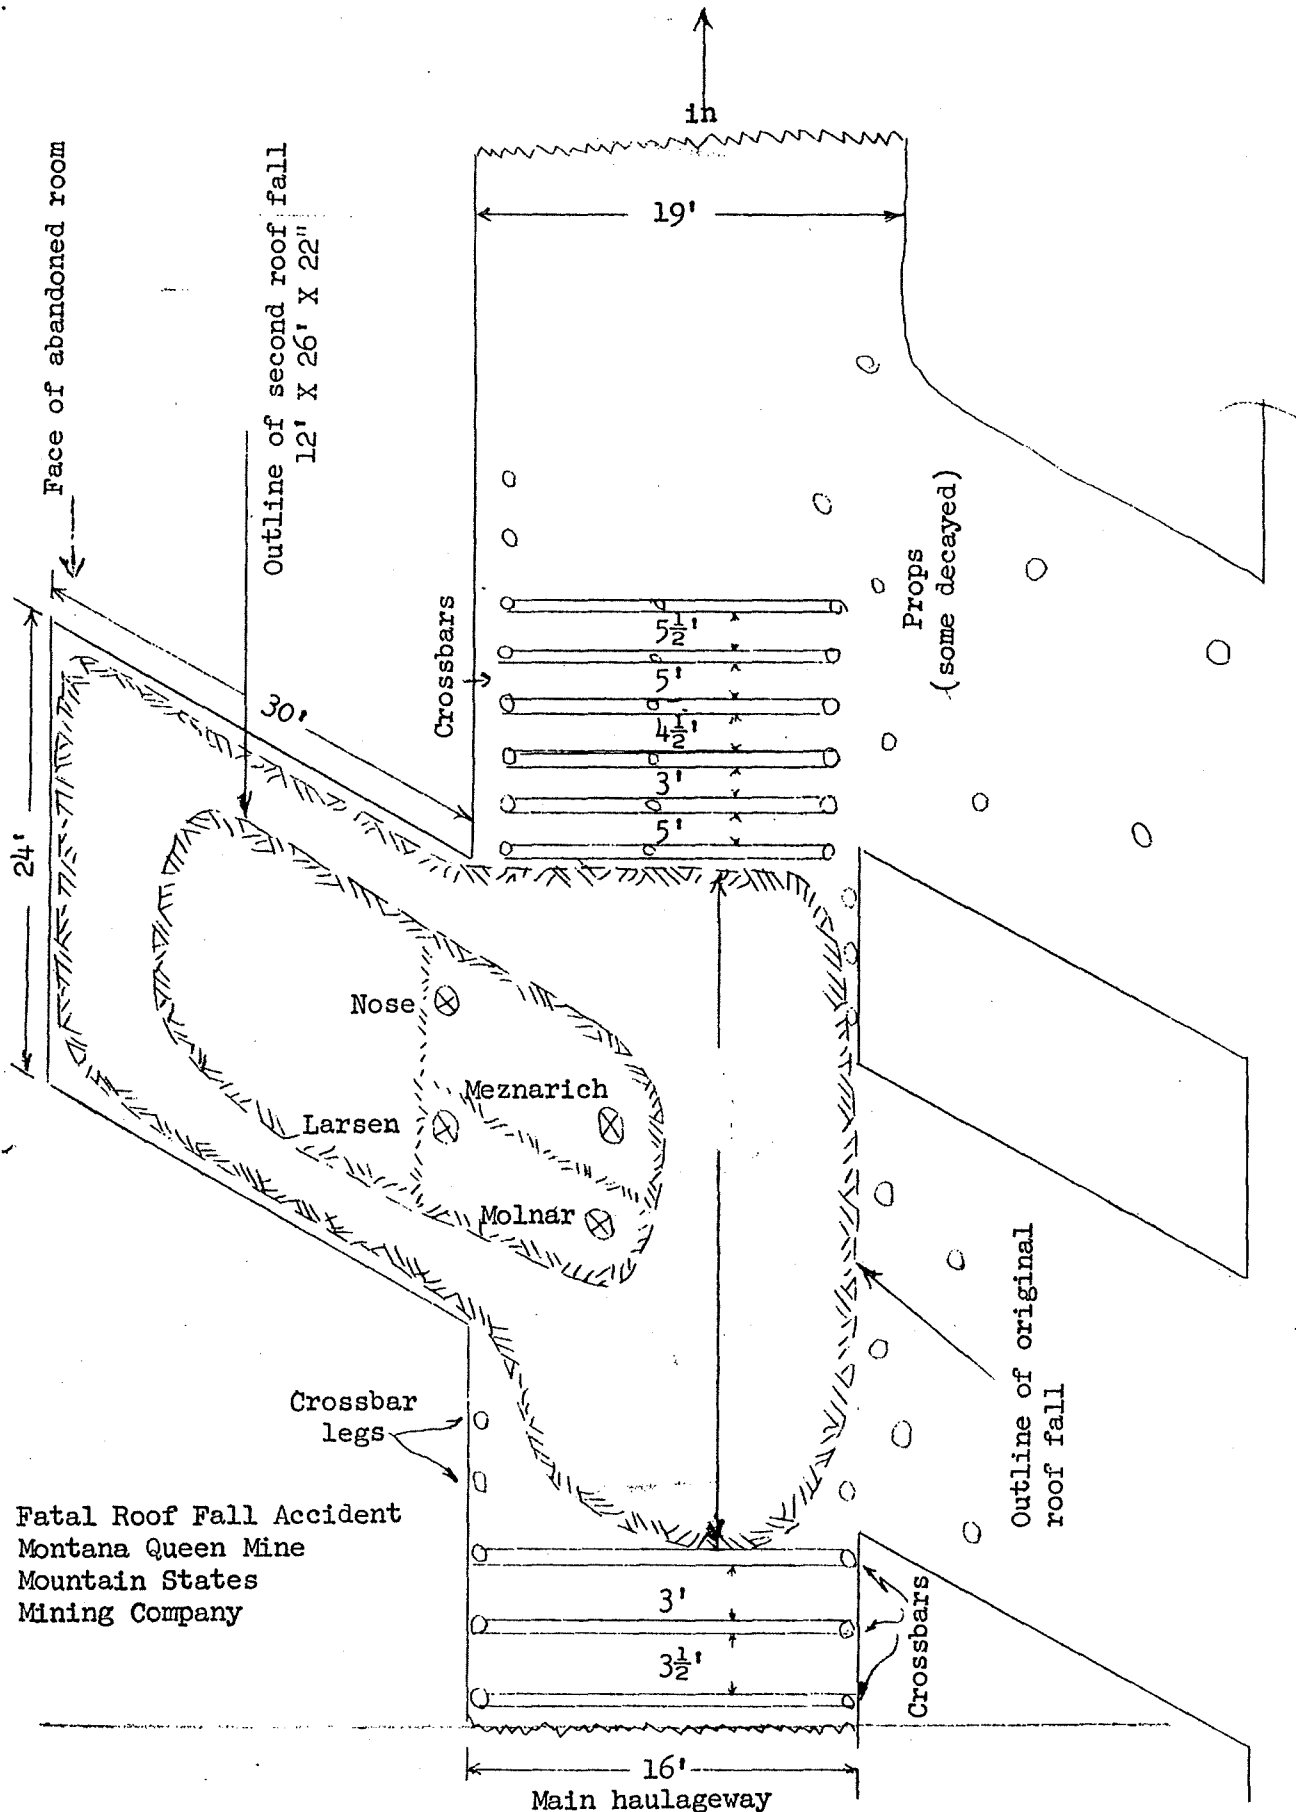 in
19'
Face of abandoned room
Outline of second roof fall
12' X 26' X 22"
Crossbars
5½'
5'
4½'
3'
5'
Props
(some decayed)
30'
24'
Nose
Meznarich
Larsen
Molnar
Crossbar
legs
Outline of original
roof fall
Fatal Roof Fall Accident
Montana Queen Mine
Mountain States
Mining Company
3'
3½'
Crossbars
16'
Main haulageway